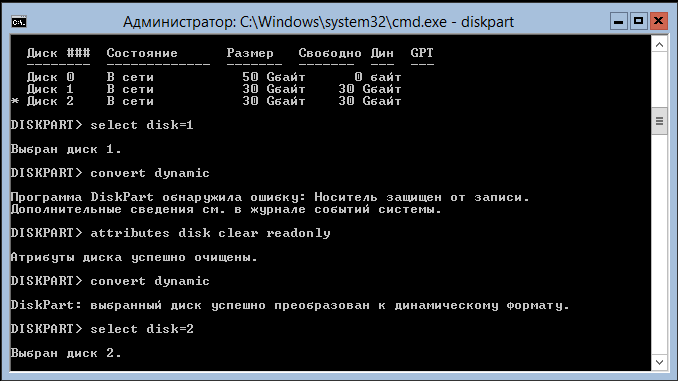 Администратор: C:\Windows\system32\cmd.exe - diskpart
Диск ### Состояние Размер Свободно Дин GPT
-------- ------------- ------- ------- --- ---
Диск 0 В сети 50 Gбайт 0 байт
Диск 1 В сети 30 Gбайт 30 Gбайт
* Диск 2 В сети 30 Gбайт 30 Gбайт
DISKPART> select disk=1
Выбран диск 1.
DISKPART> convert dynamic
Программа DiskPart обнаружила ошибку: Носитель защищен от записи.
Дополнительные сведения см. в журнале событий системы.
DISKPART> attributes disk clear readonly
Атрибуты диска успешно очищены.
DISKPART> convert dynamic
DiskPart: выбранный диск успешно преобразован к динамическому формату.
DISKPART> select disk=2
Выбран диск 2.